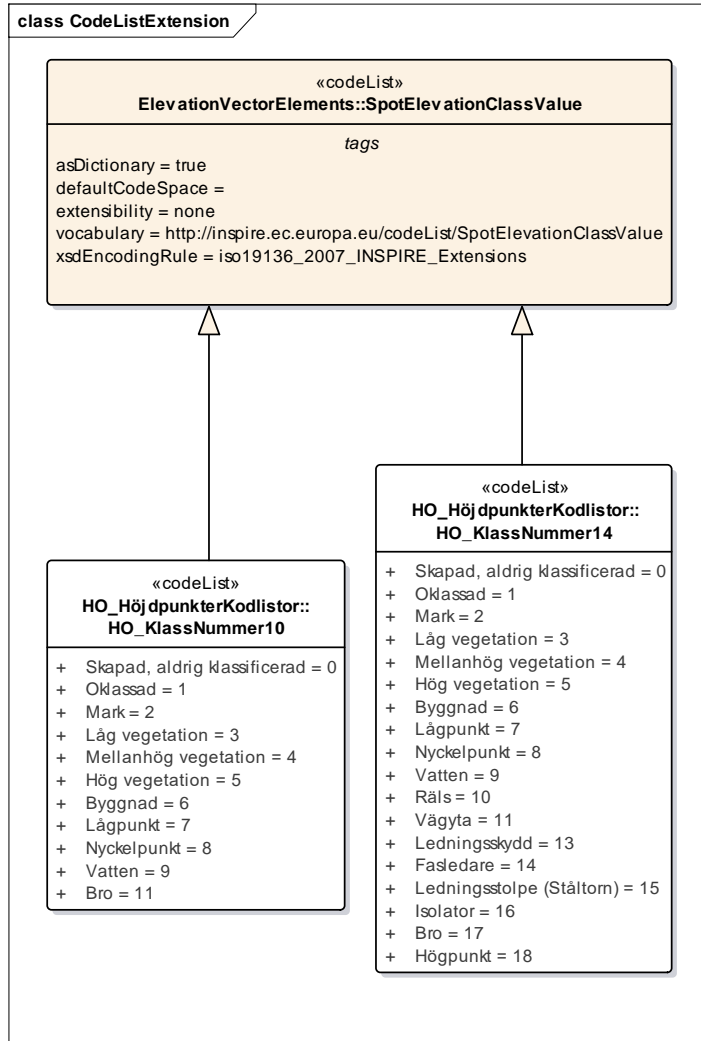 class CodeListExtension
«codeList»
ElevationVectorElements::SpotElevationClassValue
tags
asDictionary = true
defaultCodeSpace =
extensibility = none
vocabulary = http://inspire.ec.europa.eu/codeList/SpotElevationClassValue
xsdEncodingRule = iso19136_2007_INSPIRE_Extensions
«codeList»
HO_HöjdpunkterKodlistor::
HO_KlassNummer10
+ Skapad, aldrig klassificerad = 0
+ Oklassad = 1
+ Mark = 2
+ Låg vegetation = 3
+ Mellanhög vegetation = 4
+ Hög vegetation = 5
+ Byggnad = 6
+ Lågpunkt = 7
+ Nyckelpunkt = 8
+ Vatten = 9
+ Bro = 11
«codeList»
HO_HöjdpunkterKodlistor::
HO_KlassNummer14
+ Skapad, aldrig klassificerad = 0
+ Oklassad = 1
+ Mark = 2
+ Låg vegetation = 3
+ Mellanhög vegetation = 4
+ Hög vegetation = 5
+ Byggnad = 6
+ Lågpunkt = 7
+ Nyckelpunkt = 8
+ Vatten = 9
+ Räls = 10
+ Vägyta = 11
+ Ledningsskydd = 13
+ Fasledare = 14
+ Ledningsstolpe (Ståltorn) = 15
+ Isolator = 16
+ Bro = 17
+ Högpunkt = 18